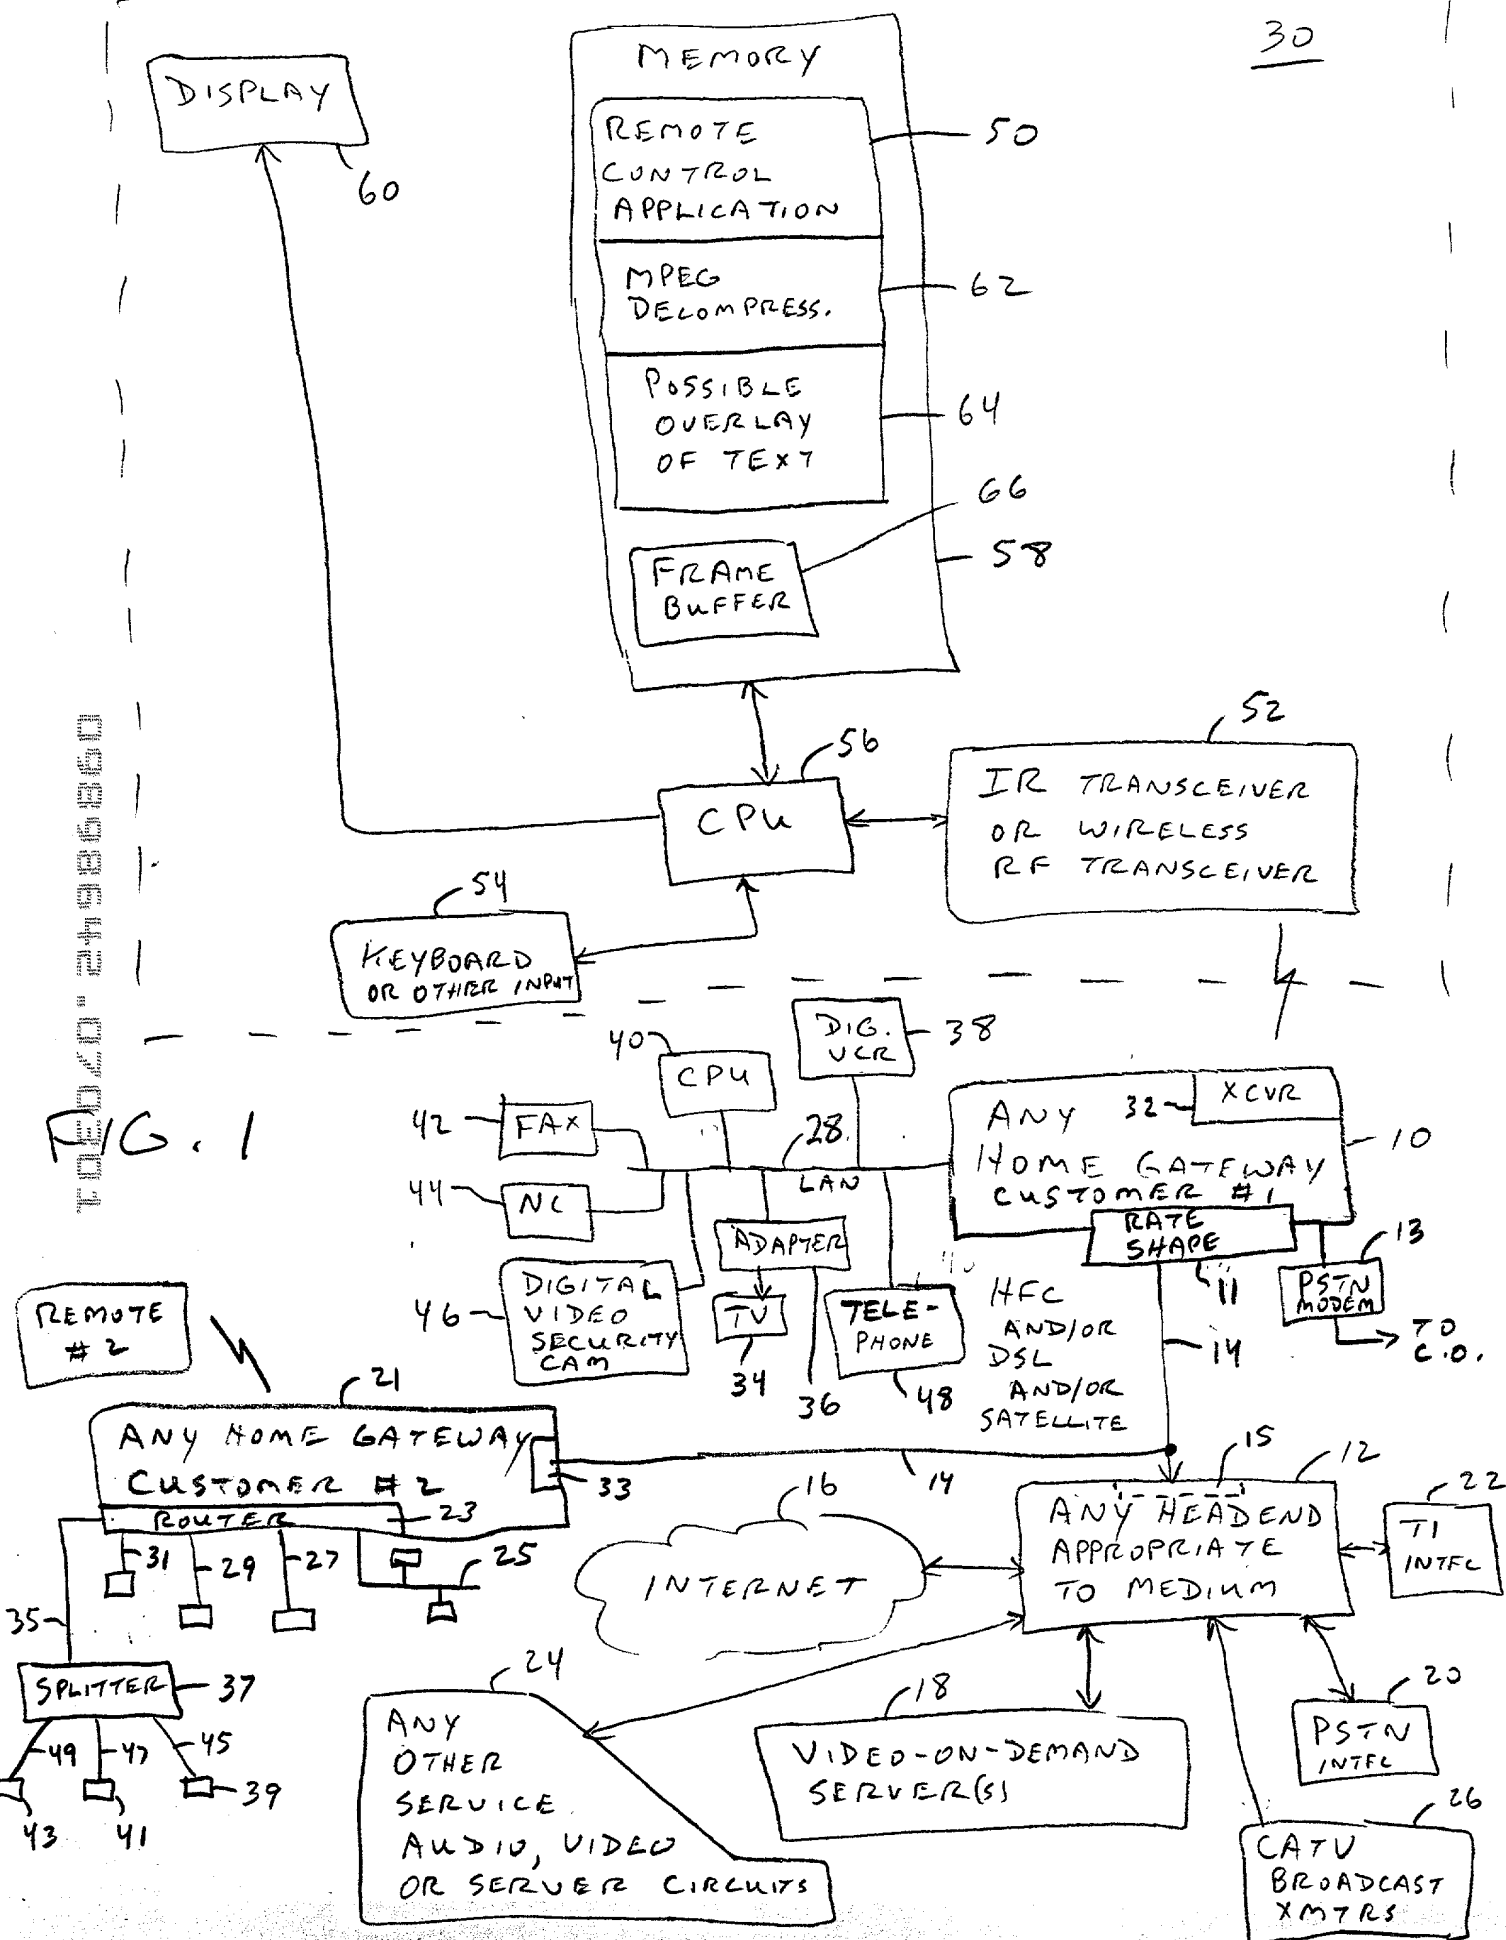 30
MEMORY
DISPLAY
60
REMOTE
CONTROL
APPLICATION
50
MPEG
DECOMPRESS.
62
POSSIBLE
OVERLAY
OF TEXT
64
66
FRAME
BUFFER
58
52
56
CPU
IR TRANSCEIVER
OR WIRELESS
RF TRANSCEIVER
54
KEYBOARD
OR OTHER INPUT
09898642.070301
FIG. 1
40
CPU
DIG.
VCR
38
42
FAX
28
LAN
44
NC
ADAPTER
32
XCVR
ANY
HOME GATEWAY
CUSTOMER #1
10
RATE
SHAPE
11
13
PSTN
MODEM
TO
C.O.
46
DIGITAL
VIDEO
SECURITY
CAM
TV
34
36
TELE-
PHONE
48
HFC
AND/OR
DSL
AND/OR
SATELLITE
14
REMOTE
#2
21
ANY HOME GATEWAY
CUSTOMER #2
33
ROUTER
23
14
31
29
27
25
35
SPLITTER
37
49
47
45
43
41
39
16
INTERNET
15
12
ANY HEADEND
APPROPRIATE
TO MEDIUM
22
T1
INTFC
24
ANY
OTHER
SERVICE
AUDIO, VIDEO
OR SERVER CIRCUITS
18
VIDEO-ON-DEMAND
SERVER(S)
20
PSTN
INTFC
26
CATV
BROADCAST
XMTRS